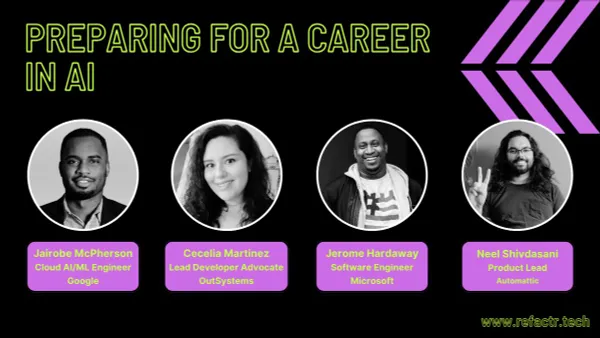 PREPARING FOR A CAREER
IN AI
Jairobe McPherson
Cloud AI/ML Engineer
Google
Cecelia Martinez
Lead Developer Advocate
OutSystems
Jerome Hardaway
Software Engineer
Microsoft
Neel Shivdasani
Product Lead
Automattic
www.refactr.tech